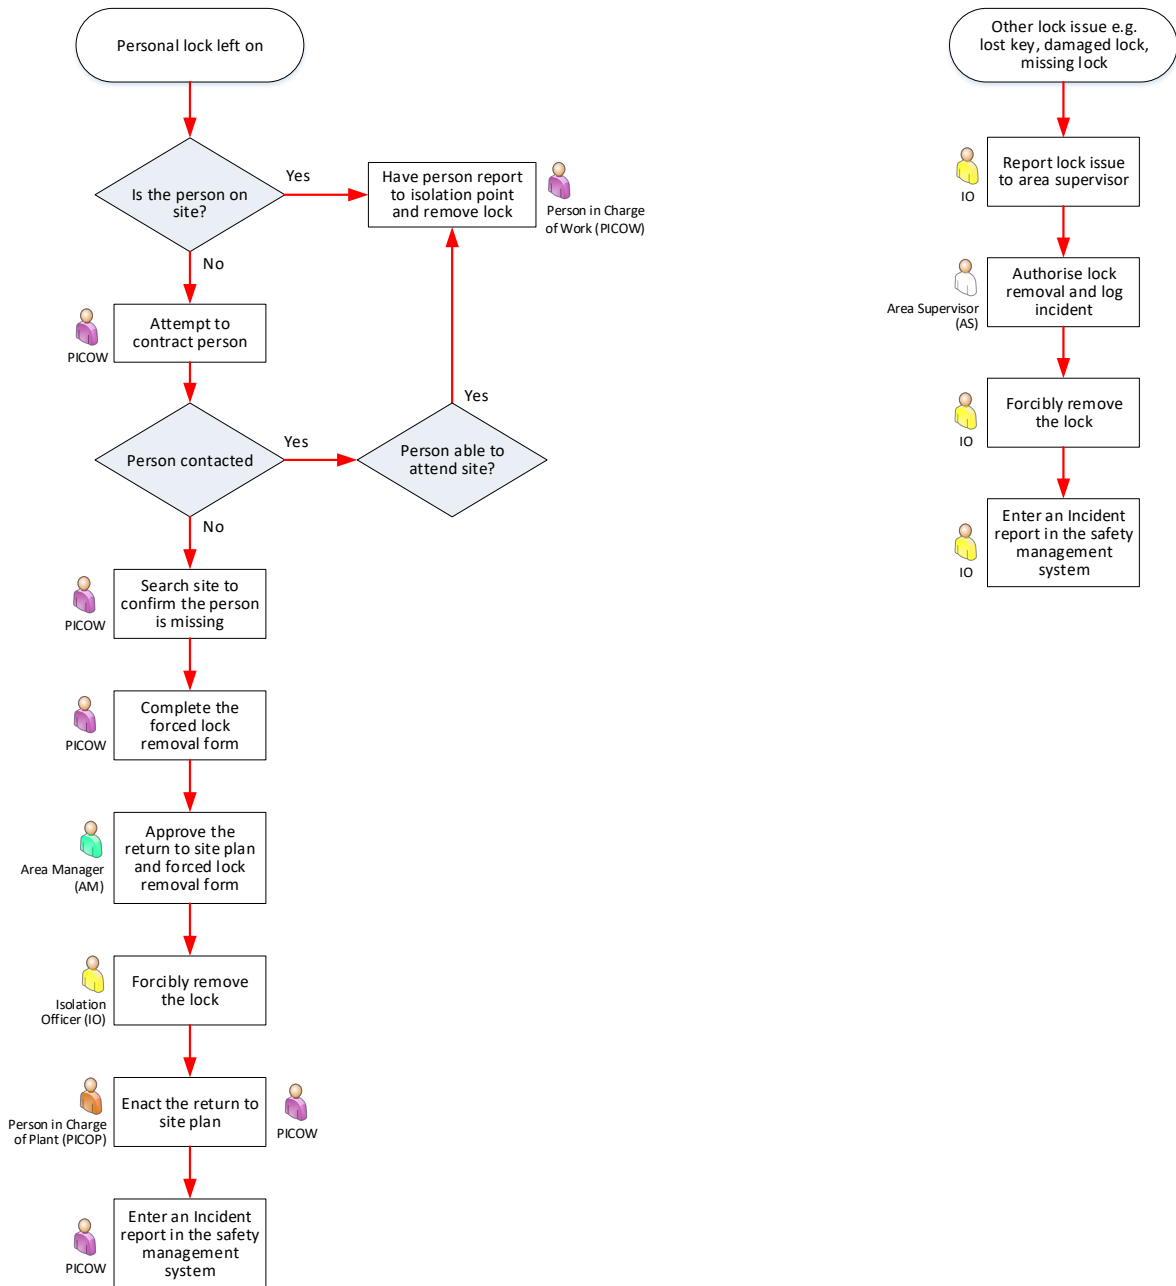 Personal lock left on
Is the person on
site?
Yes
No
Have person report
to isolation point
and remove lock
Person in Charge
of Work (PICOW)
PICOW
Attempt to
contract person
Person contacted
Yes
No
Person able to
attend site?
Yes
PICOW
Search site to
confirm the person
is missing
PICOW
Complete the
forced lock
removal form
Area Manager
(AM)
Approve the
return to site plan
and forced lock
removal form
Isolation
Officer (IO)
Forcibly remove
the lock
Person in Charge
of Plant (PICOP)
Enact the return to
site plan
PICOW
PICOW
Enter an Incident
report in the safety
management
system
Other lock issue e.g.
lost key, damaged lock,
missing lock
IO
Report lock issue
to area supervisor
Area Supervisor
(AS)
Authorise lock
removal and log
incident
IO
Forcibly remove
the lock
IO
Enter an Incident
report in the safety
management
system